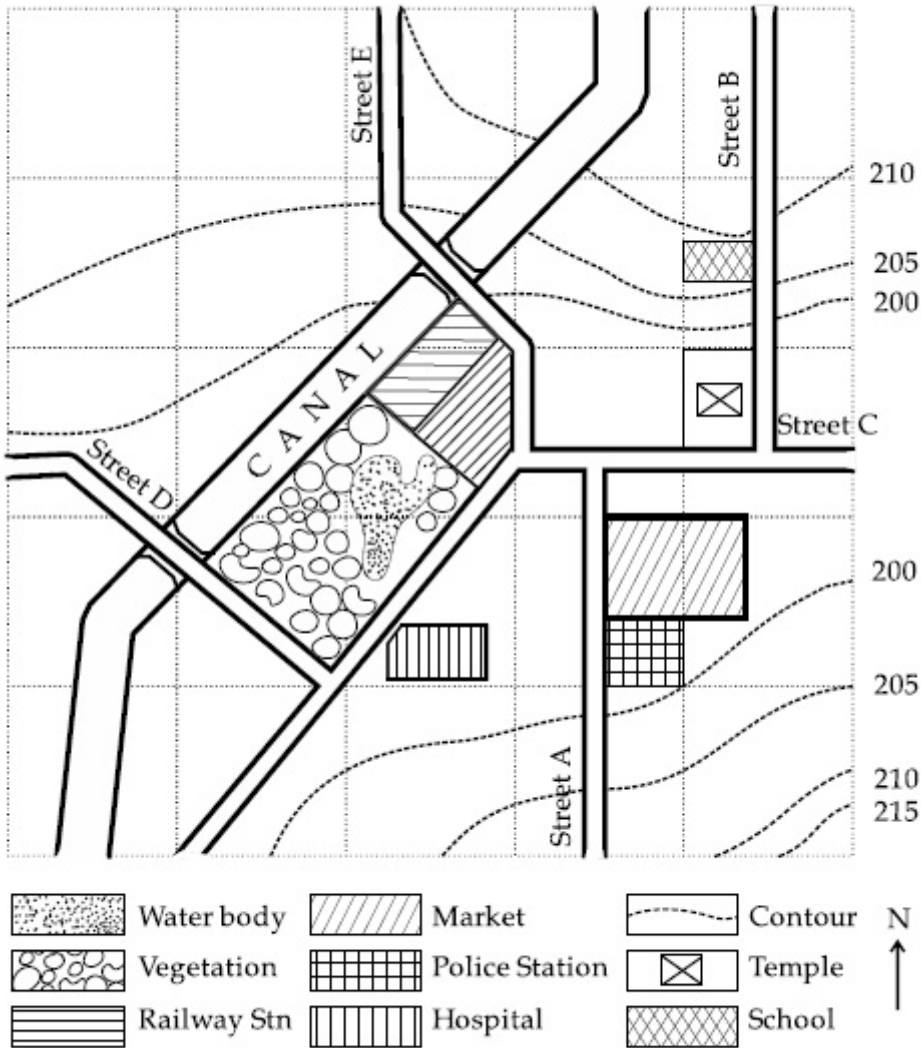 Street E
Street B
210
205
200
CANAL
Street C
Street D
200
205
Street A
210
215
Water body
Market
Contour
N
Vegetation
Police Station
Temple
Railway Stn
Hospital
School